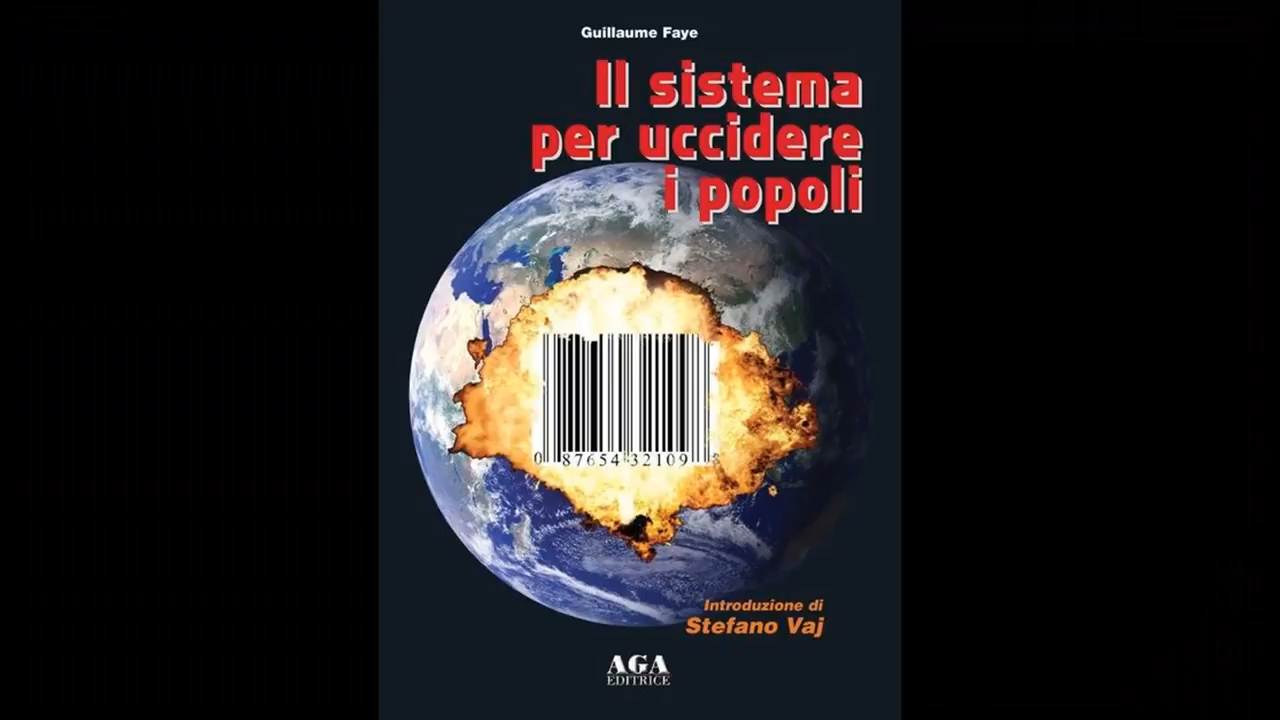 Guillaume Faye
Il sistema
per uccidere
i popoli
0 87654 32109
Introduzione di
Stefano Vaj
AGA
EDITRICE